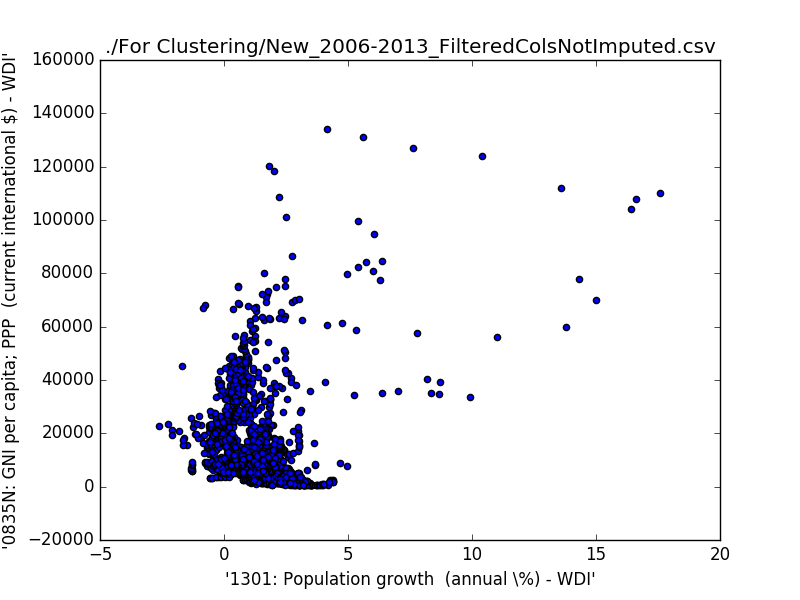 ./For Clustering/New_2006-2013_FilteredColsNotImputed.csv
'0835N: GNI per capita; PPP  (current international $) - WDI'
160000
140000
120000
100000
80000
60000
40000
20000
0
−20000
−5 0 5 10 15 20
'1301: Population growth  (annual \%) - WDI'